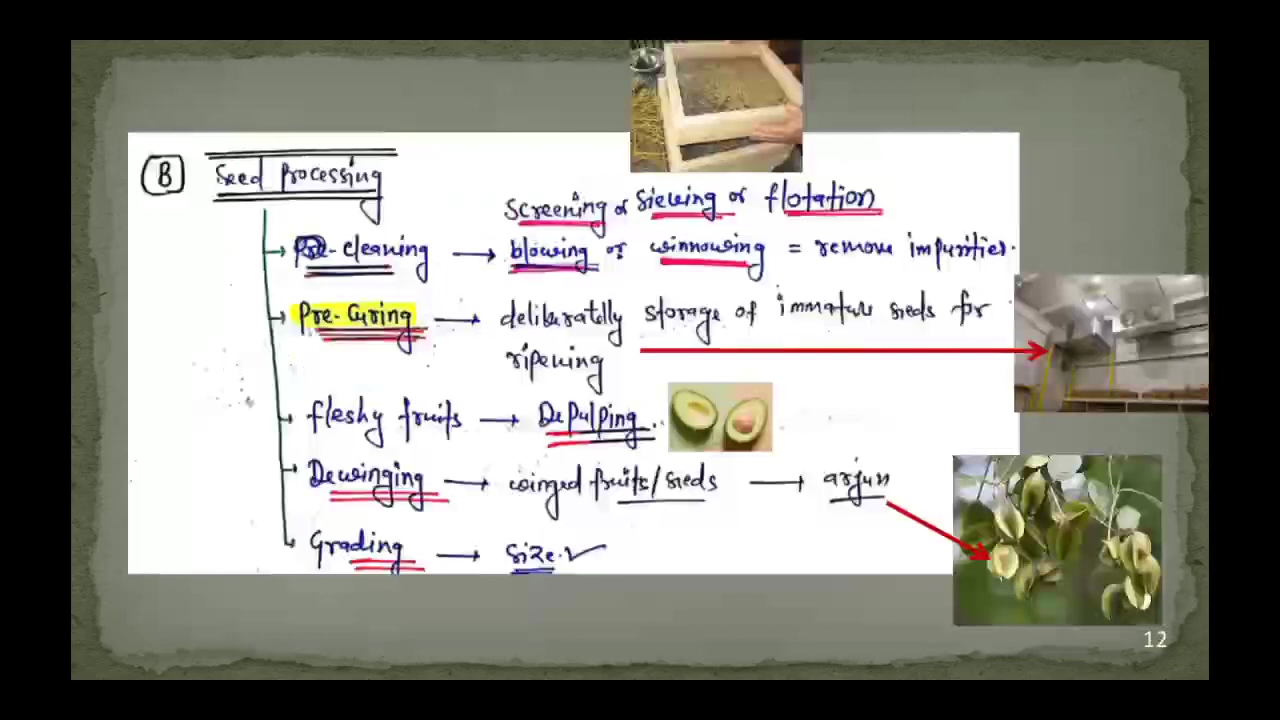 B Seed Processing
Screening or Sieving or flotation
Pre-cleaning → blowing or winnowing = remove impurities.
Pre-Curing → deliberatelly storage of immature seeds for
ripening
fleshy fruits → Depulping.
Dewinging → winged fruits/seeds → arjun
Grading → Size.✓
12